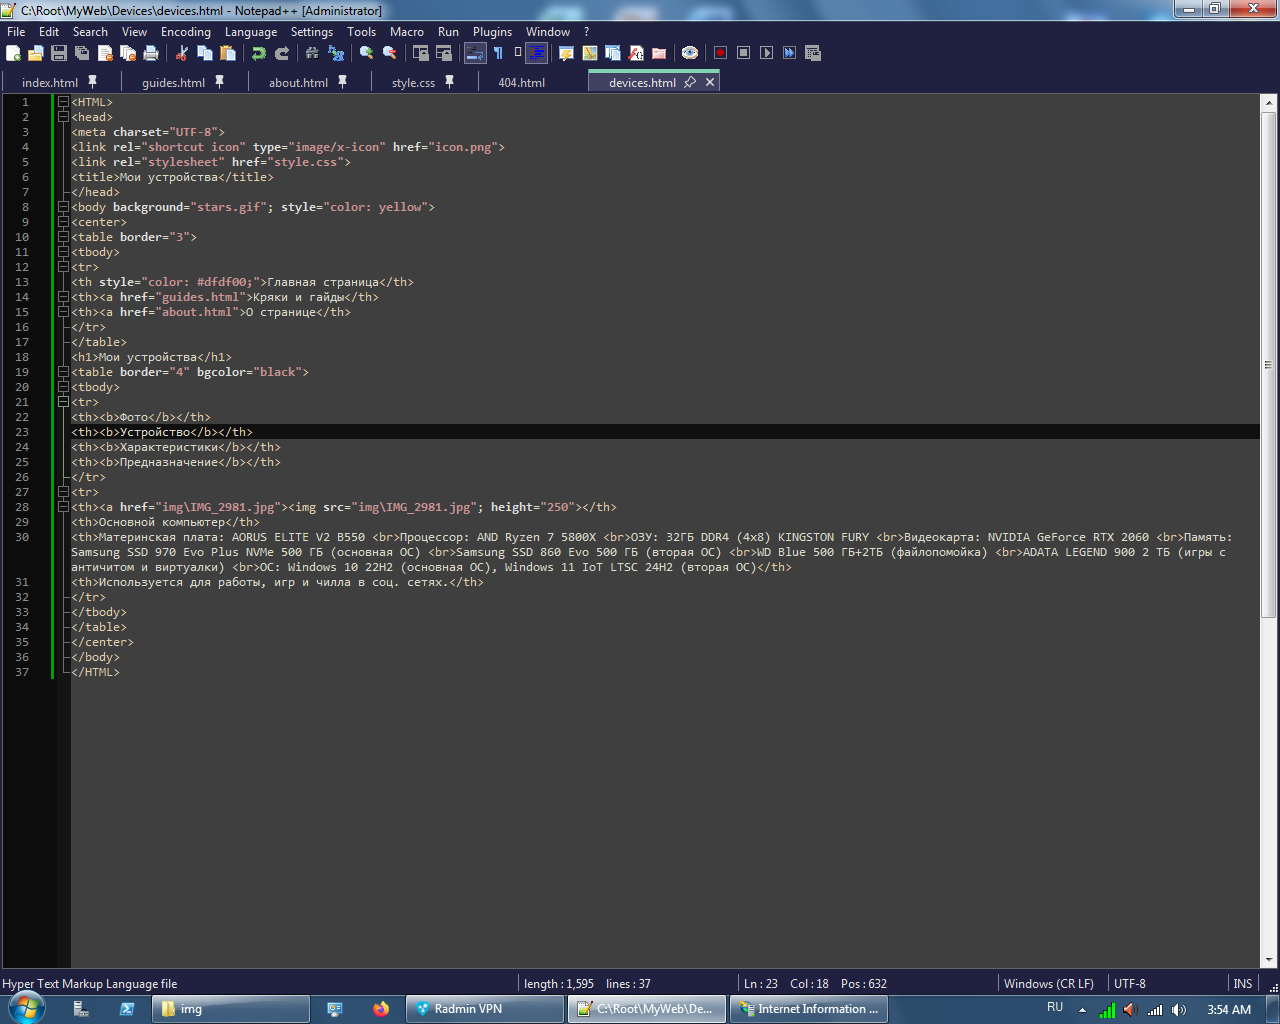 C:\Root\MyWeb\Devices\devices.html - Notepad++ [Administrator]
File Edit Search View Encoding Language Settings Tools Macro Run Plugins Window ?
index.html guides.html about.html style.css 404.html devices.html
1 <HTML>
2 <head>
3 <meta charset="UTF-8">
4 <link rel="shortcut icon" type="image/x-icon" href="icon.png">
5 <link rel="stylesheet" href="style.css">
6 <title>Мои устройства</title>
7 </head>
8 <body background="stars.gif"; style="color: yellow">
9 <center>
10 <table border="3">
11 <tbody>
12 <tr>
13 <th style="color: #dfdf00;">Главная страница</th>
14 <th><a href="guides.html">Кряки и гайды</th>
15 <th><a href="about.html">О странице</th>
16 </tr>
17 </table>
18 <h1>Мои устройства</h1>
19 <table border="4" bgcolor="black">
20 <tbody>
21 <tr>
22 <th><b>Фото</b></th>
23 <th><b>Устройство</b></th>
24 <th><b>Характеристики</b></th>
25 <th><b>Предназначение</b></th>
26 </tr>
27 <tr>
28 <th><a href="img\IMG_2981.jpg"><img src="img\IMG_2981.jpg"; height="250"></th>
29 <th>Основной компьютер</th>
30 <th>Материнская плата: AORUS ELITE V2 B550 <br>Процессор: AND Ryzen 7 5800X <br>ОЗУ: 32ГБ DDR4 (4x8) KINGSTON FURY <br>Видеокарта: NVIDIA GeForce RTX 2060 <br>Память:
Samsung SSD 970 Evo Plus NVMe 500 ГБ (основная ОС) <br>Samsung SSD 860 Evo 500 ГБ (вторая ОС) <br>WD Blue 500 ГБ+2ТБ (файлопомойка) <br>ADATA LEGEND 900 2 ТБ (игры с
античитом и виртуалки) <br>ОС: Windows 10 22H2 (основная ОС), Windows 11 IoT LTSC 24H2 (вторая ОС)</th>
31 <th>Используется для работы, игр и чилла в соц. сетях.</th>
32 </tr>
33 </tbody>
34 </table>
35 </center>
36 </body>
37 </HTML>
Hyper Text Markup Language file length : 1,595 lines : 37 Ln : 23 Col : 18 Pos : 632 Windows (CR LF) UTF-8 INS
img Radmin VPN C:\Root\MyWeb\De... Internet Information ... RU 3:54 AM